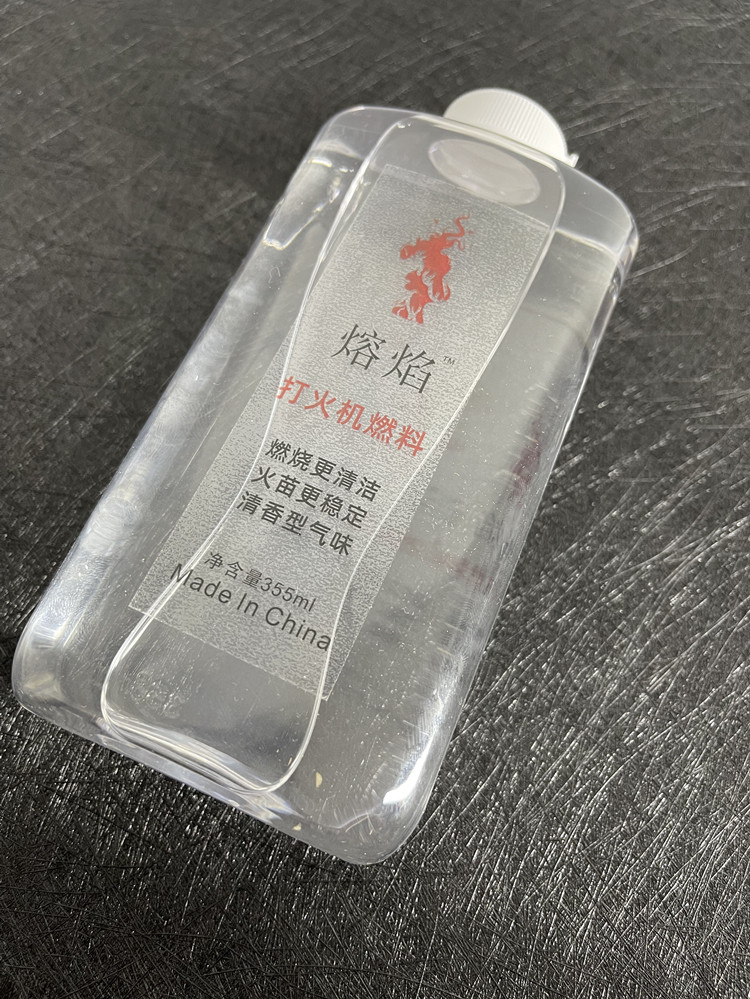 熔焰™
打火机燃料
燃烧更清洁
火苗更稳定
清香型气味
净含量355ml
Made In China